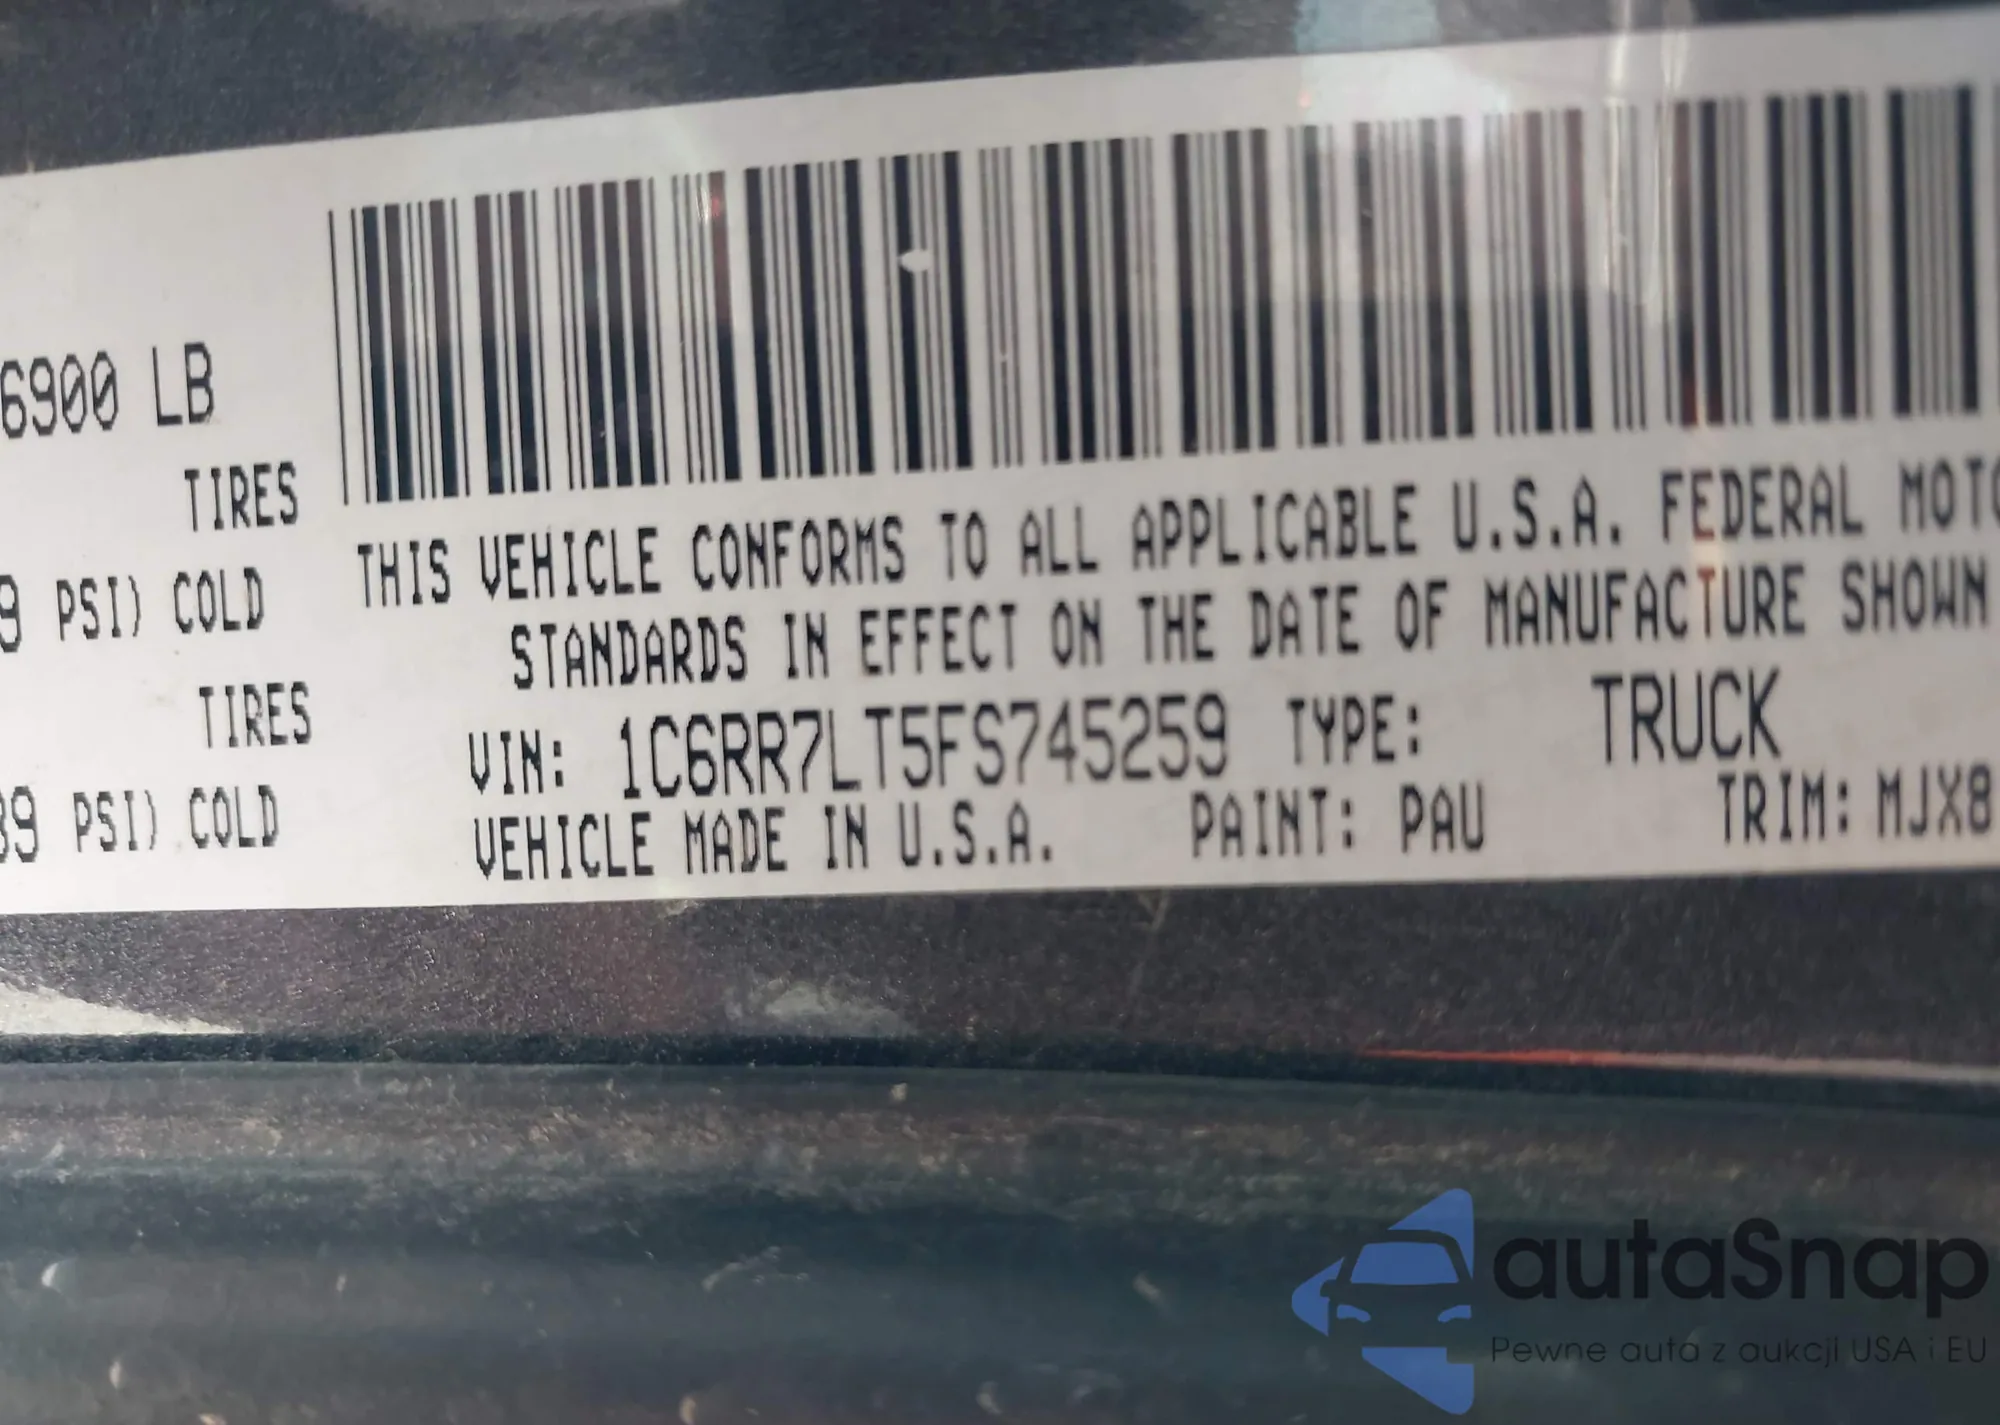 6900 LB
TIRES
9 PSI) COLD
TIRES
39 PSI) COLD
THIS VEHICLE CONFORMS TO ALL APPLICABLE U.S.A. FEDERAL MOTO
STANDARDS IN EFFECT ON THE DATE OF MANUFACTURE SHOWN
VIN: 1C6RR7LT5FS745259 TYPE: TRUCK
VEHICLE MADE IN U.S.A. PAINT: PAU TRIM: MJX8
autaSnap
Pewne auta z aukcji USA i EU